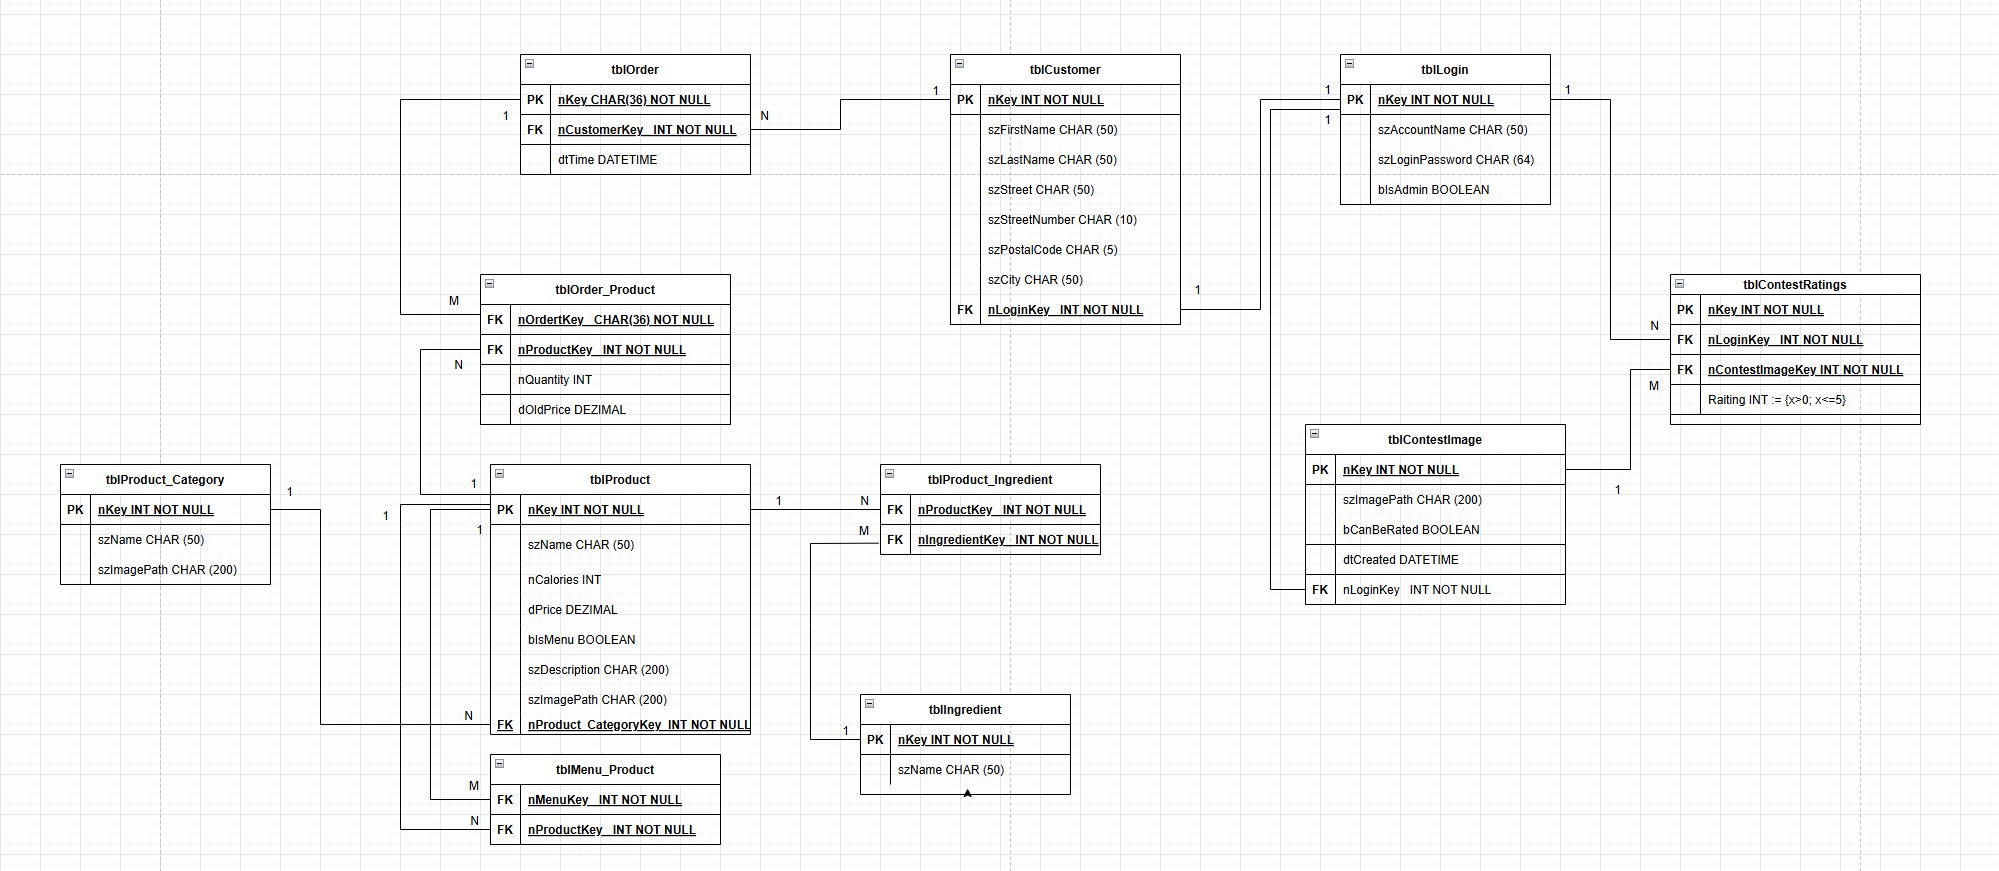 tblOrder
PK nKey CHAR(36) NOT NULL
FK nCustomerKey INT NOT NULL
dtTime DATETIME
1
N
1
tblCustomer
PK nKey INT NOT NULL
szFirstName CHAR (50)
szLastName CHAR (50)
szStreet CHAR (50)
szStreetNumber CHAR (10)
szPostalCode CHAR (5)
szCity CHAR (50)
FK nLoginKey INT NOT NULL
1
1
1
tblLogin
PK nKey INT NOT NULL
szAccountName CHAR (50)
szLoginPassword CHAR (64)
bIsAdmin BOOLEAN
1
tblOrder_Product
M
FK nOrdertKey CHAR(36) NOT NULL
FK nProductKey INT NOT NULL
N
nQuantity INT
dOldPrice DEZIMAL
tblContestRatings
PK nKey INT NOT NULL
N
FK nLoginKey INT NOT NULL
FK nContestImageKey INT NOT NULL
M
Raiting INT := {x>0; x<=5}
tblContestImage
PK nKey INT NOT NULL
1
szImagePath CHAR (200)
bCanBeRated BOOLEAN
dtCreated DATETIME
FK nLoginKey INT NOT NULL
tblProduct_Category
1
PK nKey INT NOT NULL
szName CHAR (50)
szImagePath CHAR (200)
tblProduct
1
1
1
1
PK nKey INT NOT NULL
szName CHAR (50)
nCalories INT
dPrice DEZIMAL
bIsMenu BOOLEAN
szDescription CHAR (200)
szImagePath CHAR (200)
N
FK nProduct_CategoryKey INT NOT NULL
tblProduct_Ingredient
N
FK nProductKey INT NOT NULL
M
FK nIngredientKey INT NOT NULL
tblIngredient
1
PK nKey INT NOT NULL
szName CHAR (50)
tblMenu_Product
M
FK nMenuKey INT NOT NULL
N
FK nProductKey INT NOT NULL